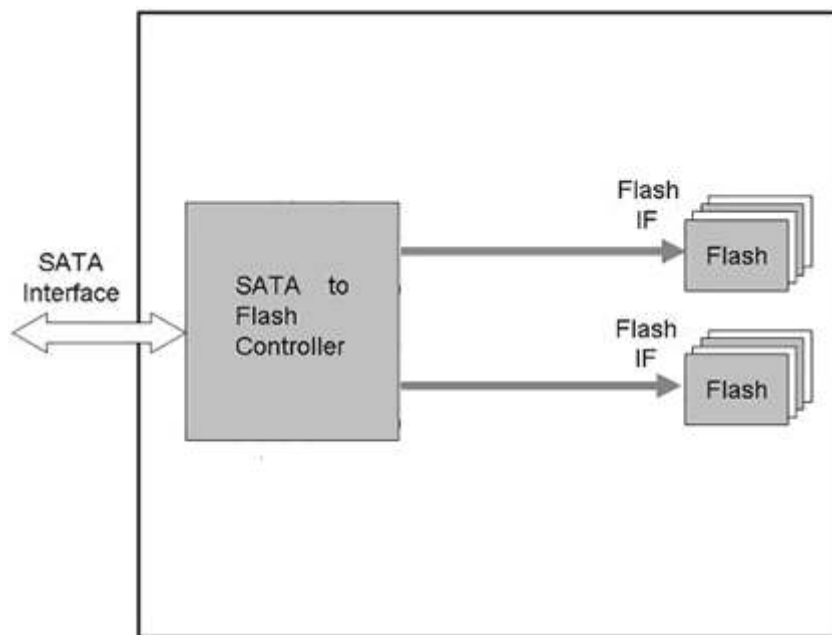 SATA
Interface
SATA to
Flash
Controller
Flash
IF
Flash
Flash
IF
Flash